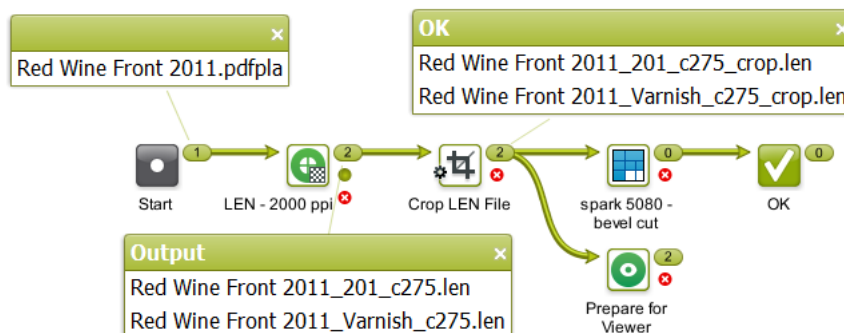 Red Wine Front 2011.pdfpla
OK
Red Wine Front 2011_201_c275_crop.len
Red Wine Front 2011_Varnish_c275_crop.len
1
2
2
0
0
Start
LEN - 2000 ppi
Crop LEN File
spark 5080 -
bevel cut
OK
Output
Red Wine Front 2011_201_c275.len
Red Wine Front 2011_Varnish_c275.len
2
Prepare for
Viewer